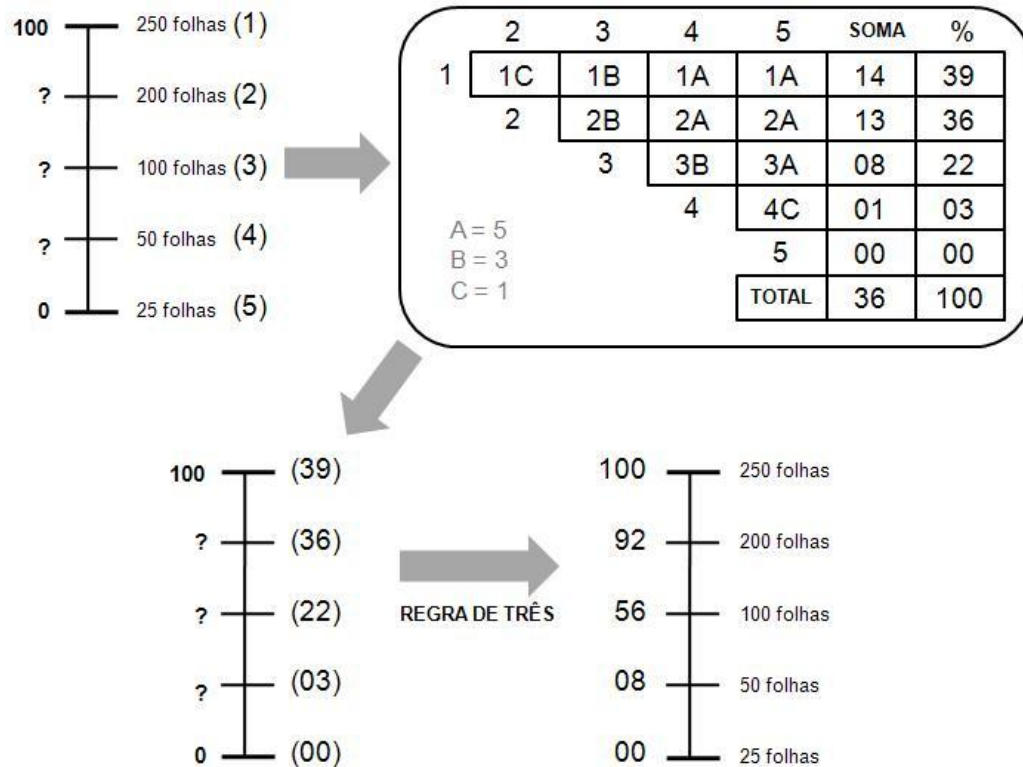 100 250 folhas (1)
? 200 folhas (2)
? 100 folhas (3)
? 50 folhas (4)
0 25 folhas (5)
2 3 4 5 SOMA %
1 1C 1B 1A 1A 14 39
2 2B 2A 2A 13 36
3 3B 3A 08 22
4 4C 01 03
5 00 00
TOTAL 36 100
A = 5
B = 3
C = 1
100 (39)
? (36)
? (22)
? (03)
0 (00)
REGRA DE TRÊS
100 250 folhas
92 200 folhas
56 100 folhas
08 50 folhas
00 25 folhas